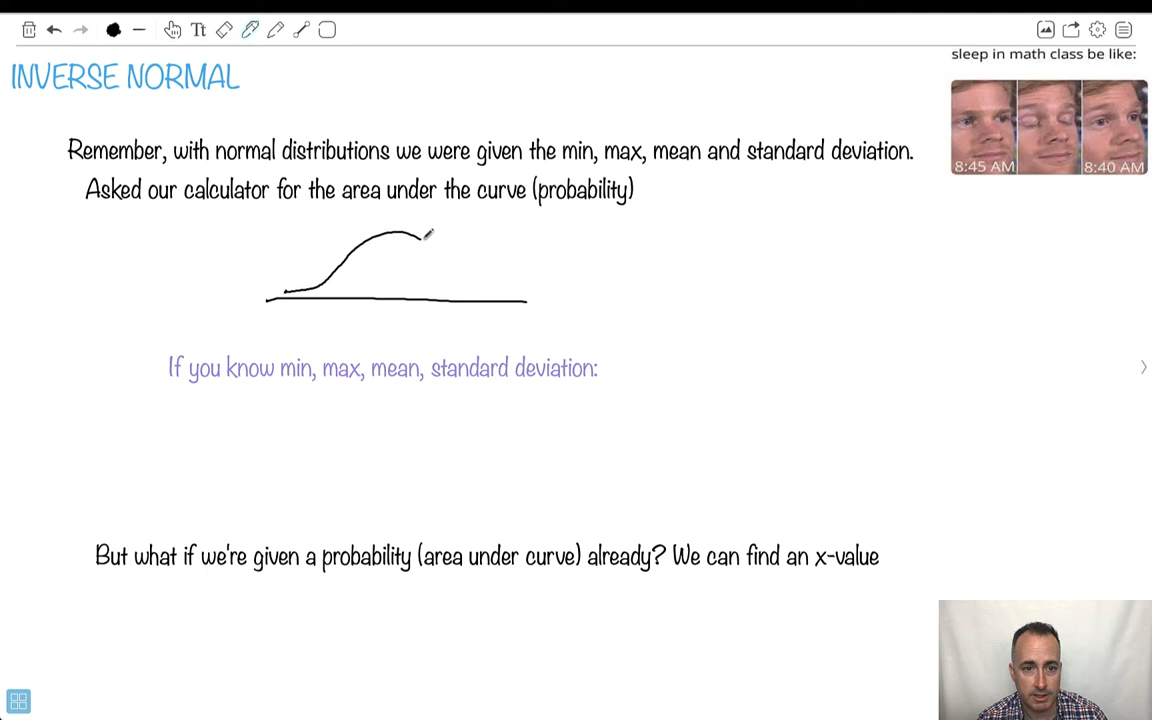 Tt
sleep in math class be like:
INVERSE NORMAL
8:45 AM
8:40 AM
Remember, with normal distributions we were given the min, max, mean and standard deviation.
Asked our calculator for the area under the curve (probability)
If you know min, max, mean, standard deviation:
But what if we're given a probability (area under curve) already? We can find an x-value